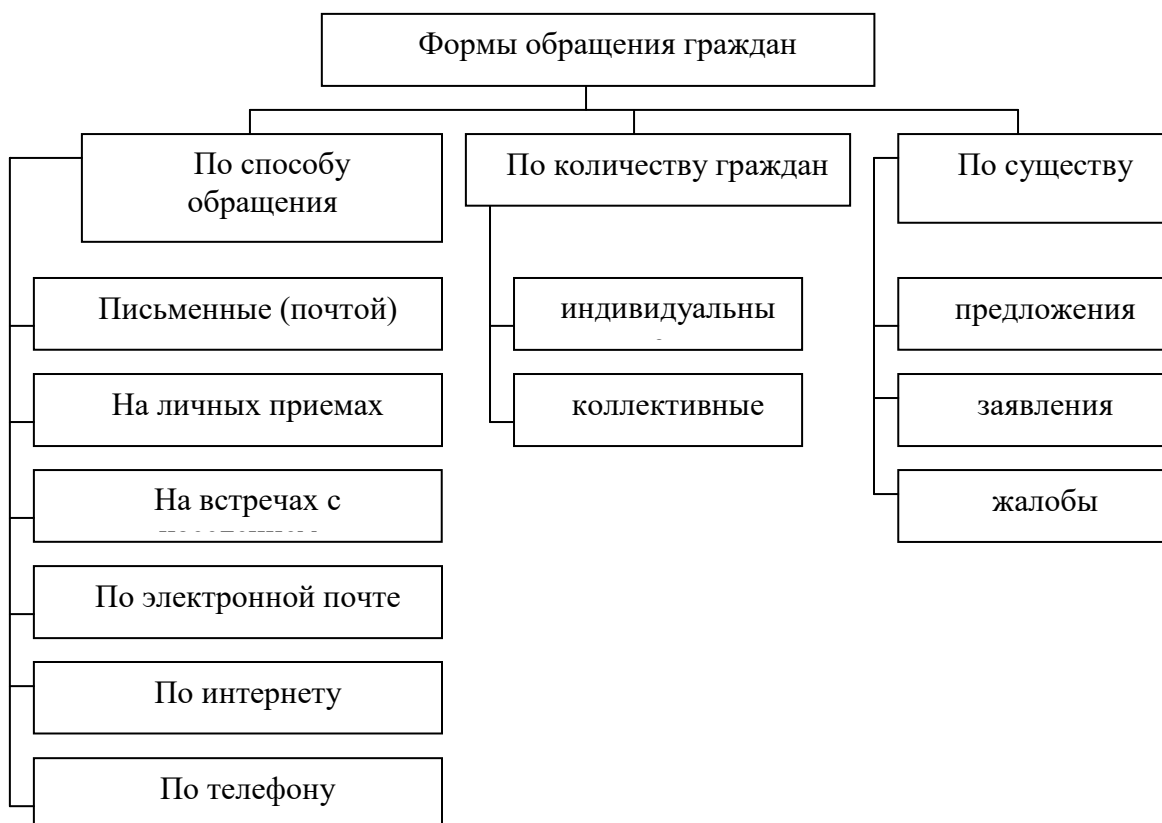 Формы обращения граждан
По способу
обращения
По количеству граждан
По существу
Письменные (почтой)
индивидуальны
предложения
На личных приемах
коллективные
заявления
На встречах с
жалобы
По электронной почте
По интернету
По телефону